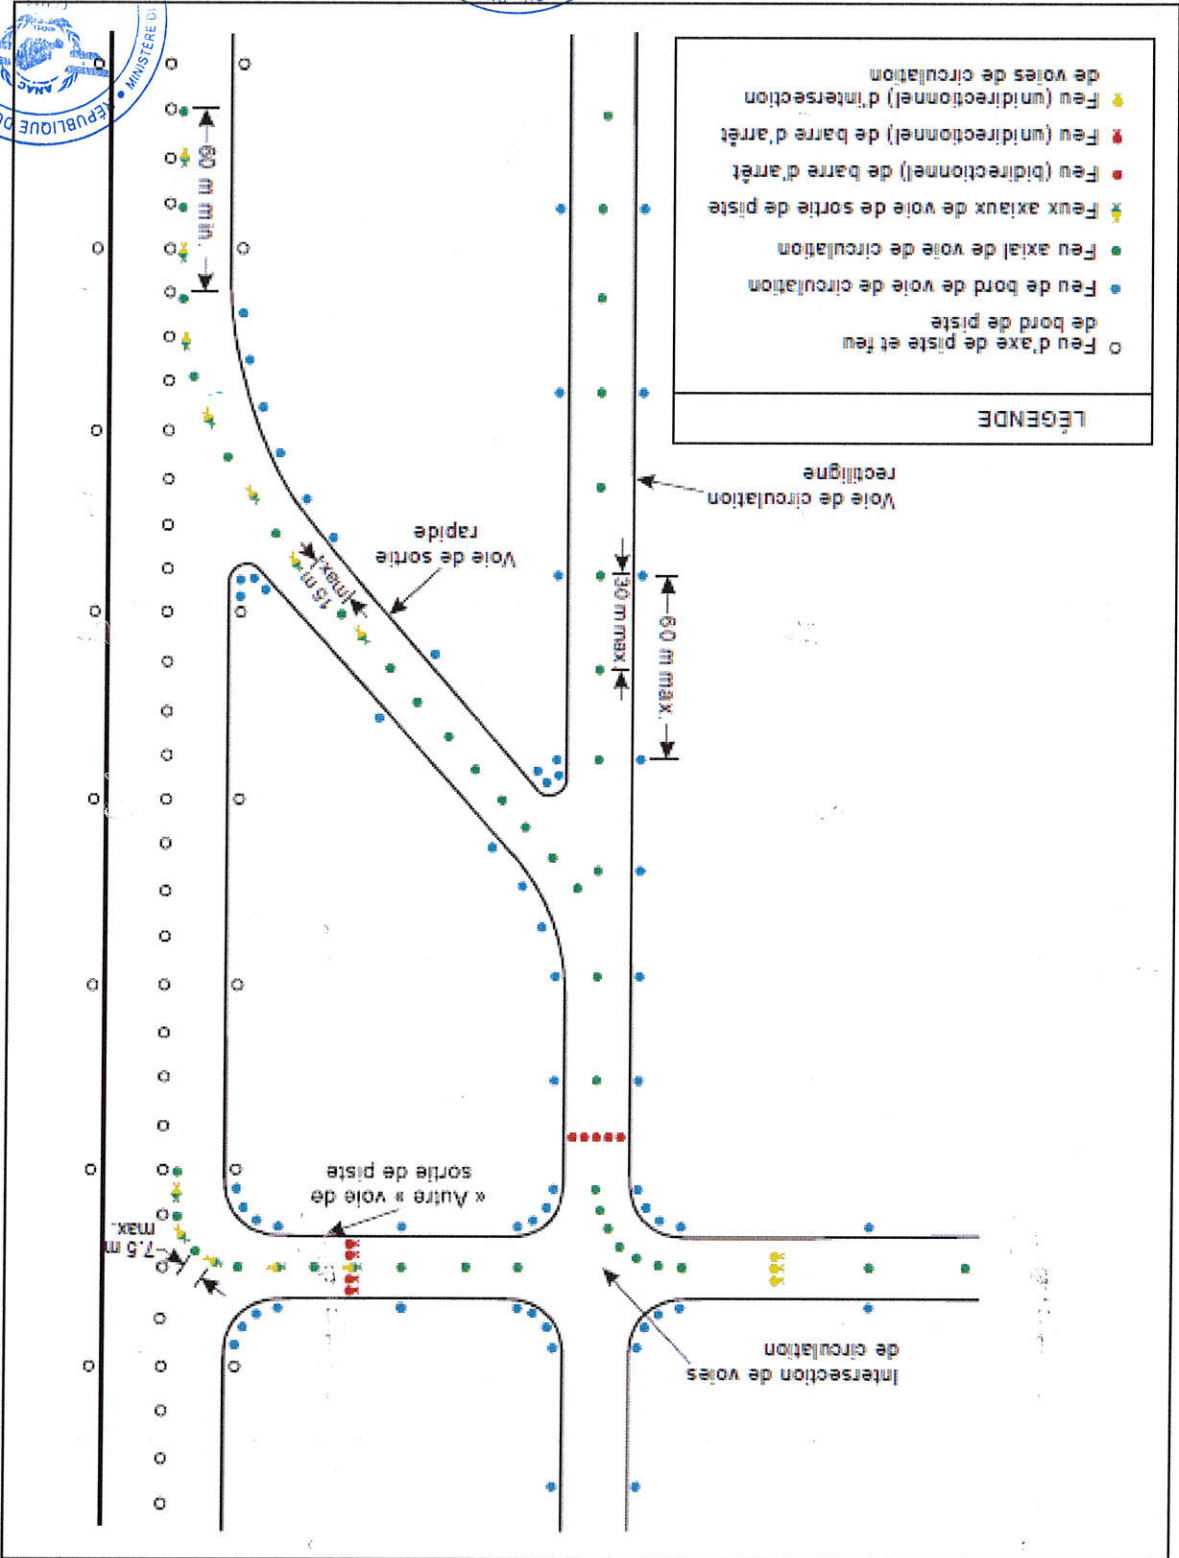 Intersection de voies
de circulation
7.5 m
max.
« Autre » voie de
sortie de piste
60 m max.
30 m max
Voie de sortie
rapide
15 m
max
Voie de circulation
rectiligne
60 m min.
LÉGENDE
Feu d'axe de piste et feu
de bord de piste
Feu de bord de voie de circulation
Feu axial de voie de circulation
Feux axiaux de voie de sortie de piste
Feu (bidirectionnel) de barre d'arrêt
Feu (unidirectionnel) de barre d'arrêt
Feu (unidirectionnel) d'intersection
de voies de circulation
RÉPUBLIQUE DU
MINISTÈRE D
ANAC